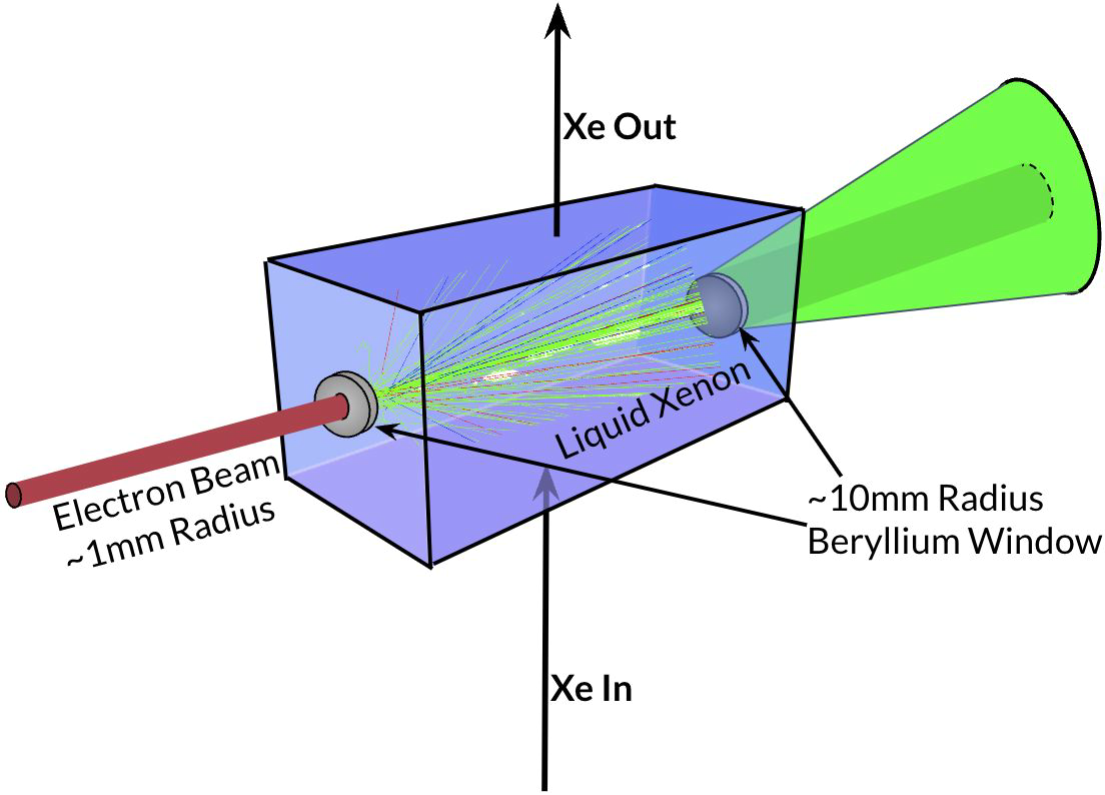 Xe Out
Liquid Xenon
Electron Beam
~1mm Radius
~10mm Radius
Beryllium Window
Xe In